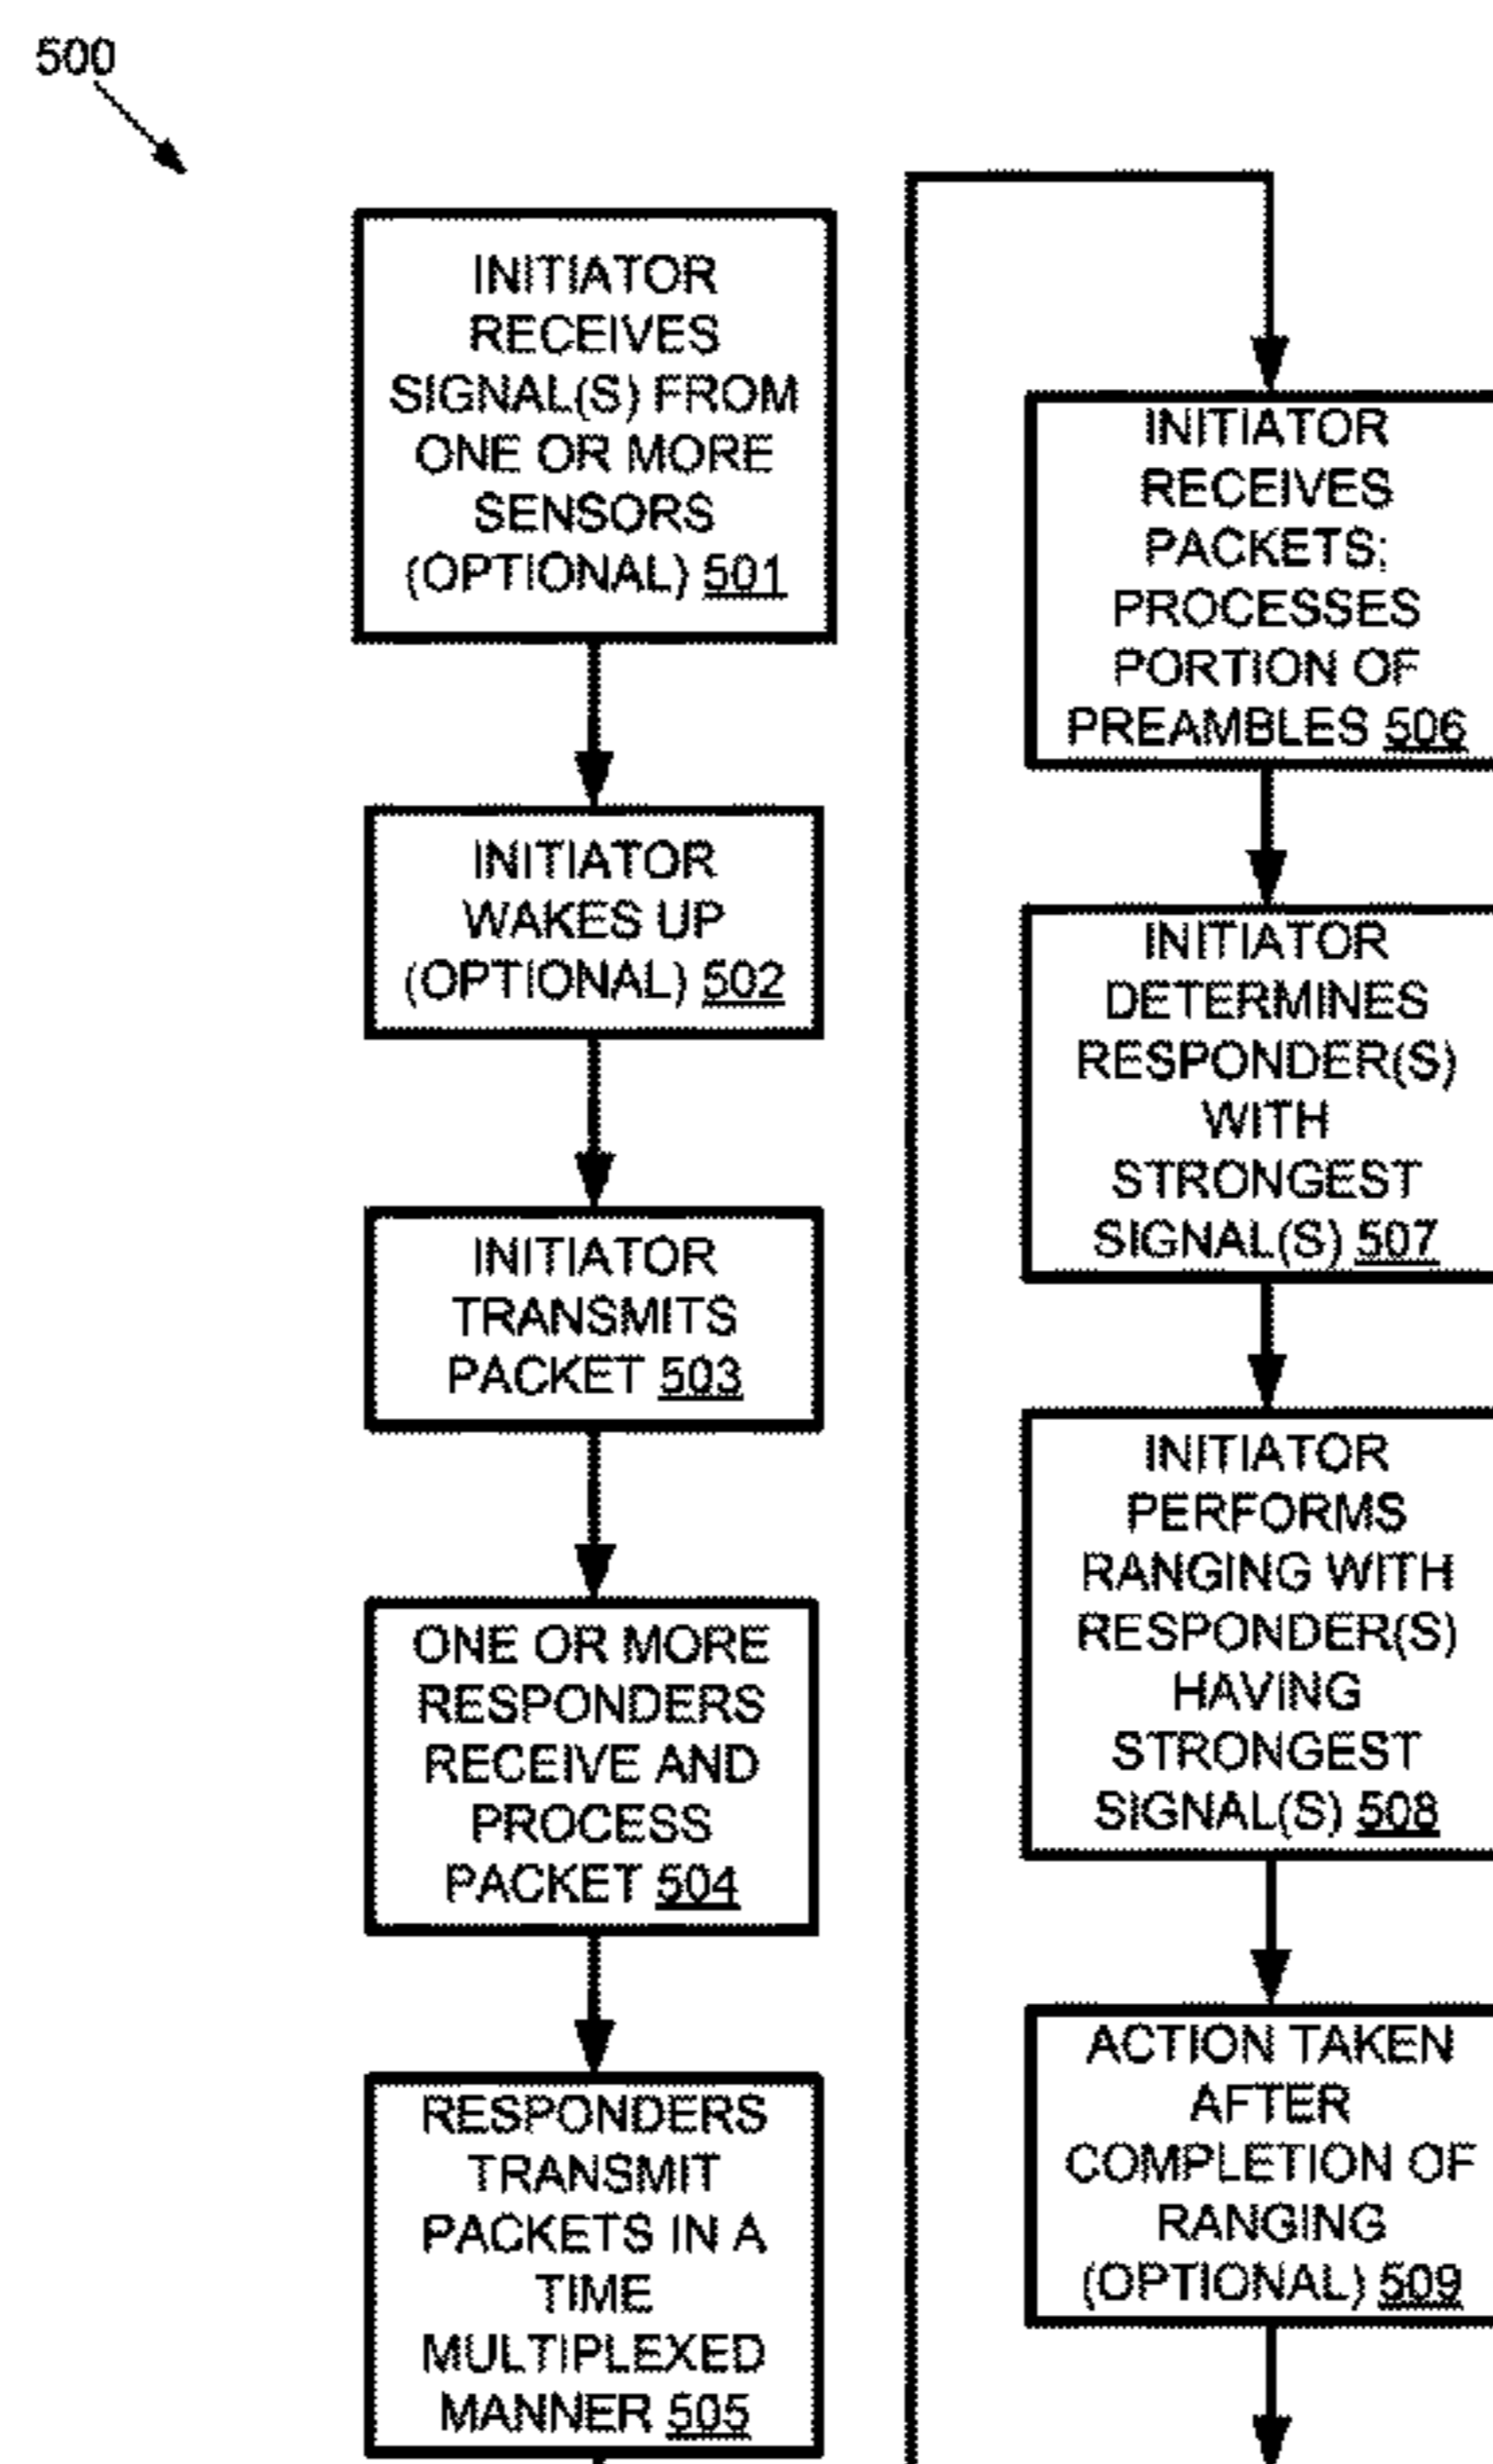 500
INITIATOR
RECEIVES
SIGNAL(S) FROM
ONE OR MORE
SENSORS
(OPTIONAL) 501
INITIATOR
WAKES UP
(OPTIONAL) 502
INITIATOR
TRANSMITS
PACKET 503
ONE OR MORE
RESPONDERS
RECEIVE AND
PROCESS
PACKET 504
RESPONDERS
TRANSMIT
PACKETS IN A
TIME
MULTIPLEXED
MANNER 505
INITIATOR
RECEIVES
PACKETS;
PROCESSES
PORTION OF
PREAMBLES 506
INITIATOR
DETERMINES
RESPONDER(S)
WITH
STRONGEST
SIGNAL(S) 507
INITIATOR
PERFORMS
RANGING WITH
RESPONDER(S)
HAVING
STRONGEST
SIGNAL(S) 508
ACTION TAKEN
AFTER
COMPLETION OF
RANGING
(OPTIONAL) 509